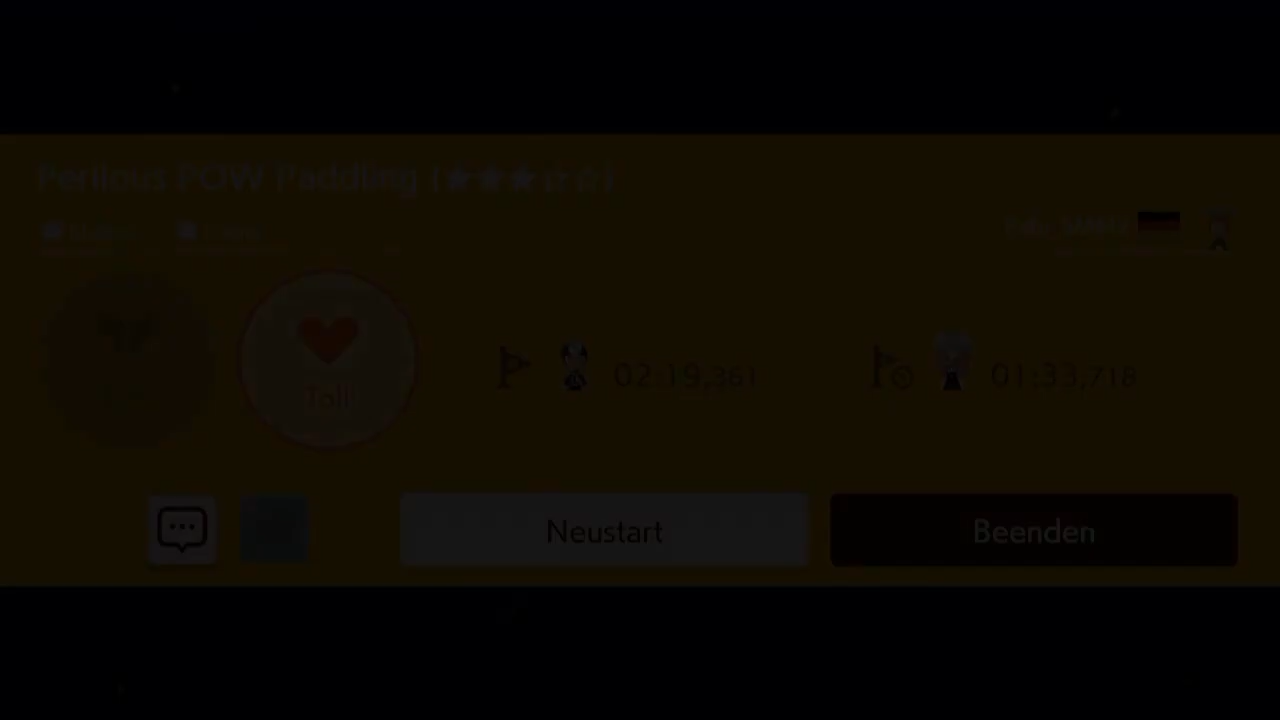 Perilous POW Paddling (★★★☆☆)
Toll
02:19,361
01:33,718
Neustart
Beenden